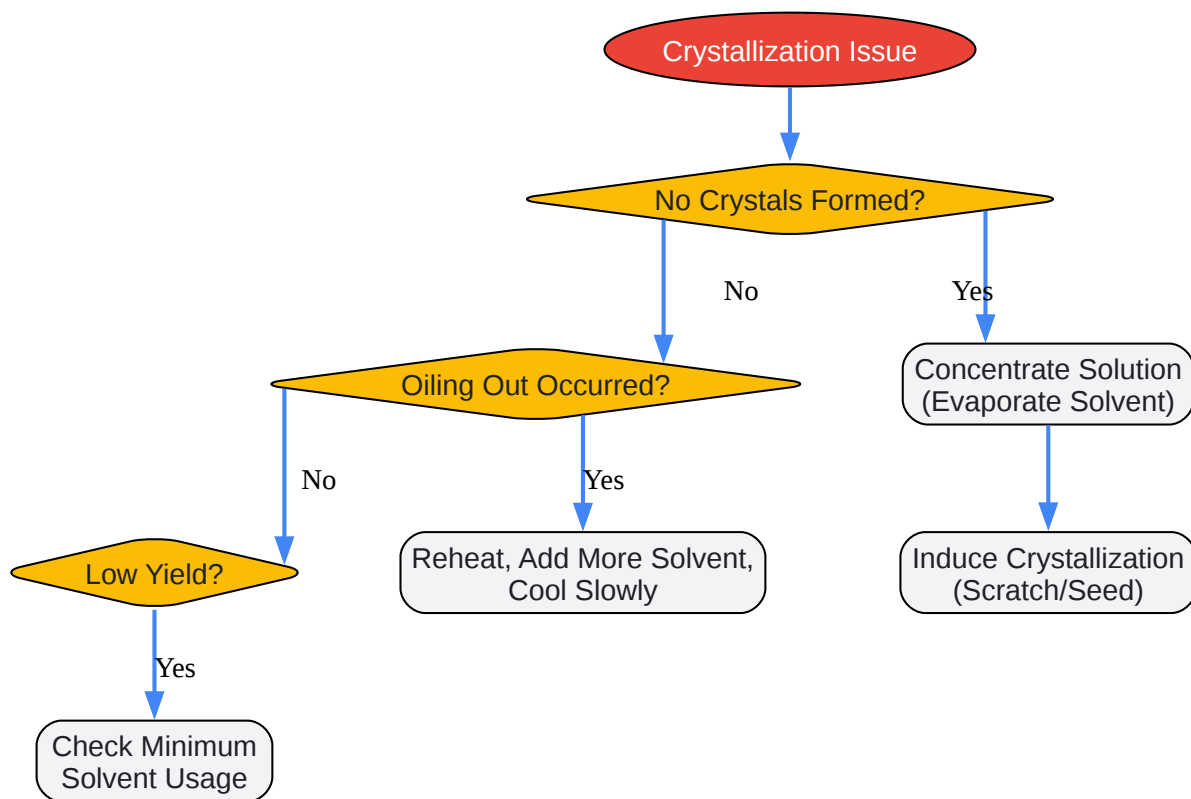 Crystallization Issue
No Crystals Formed?
No
Yes
Oiling Out Occurred?
Concentrate Solution
(Evaporate Solvent)
No
Yes
Low Yield?
Reheat, Add More Solvent,
Cool Slowly
Induce Crystallization
(Scratch/Seed)
Yes
Check Minimum
Solvent Usage